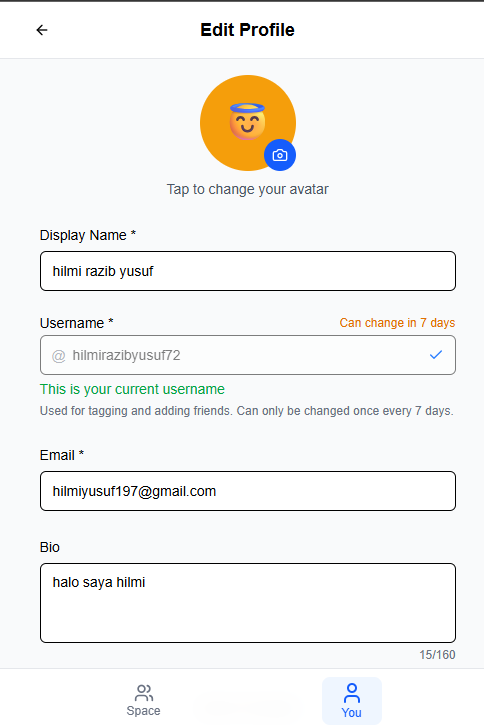 Edit Profile
Tap to change your avatar
Display Name *
hilmi razib yusuf
Username *
Can change in 7 days
@ hilmirazibyusuf72
This is your current username
Used for tagging and adding friends. Can only be changed once every 7 days.
Email *
hilmiyusuf197@gmail.com
Bio
halo saya hilmi
15/160
Space
You